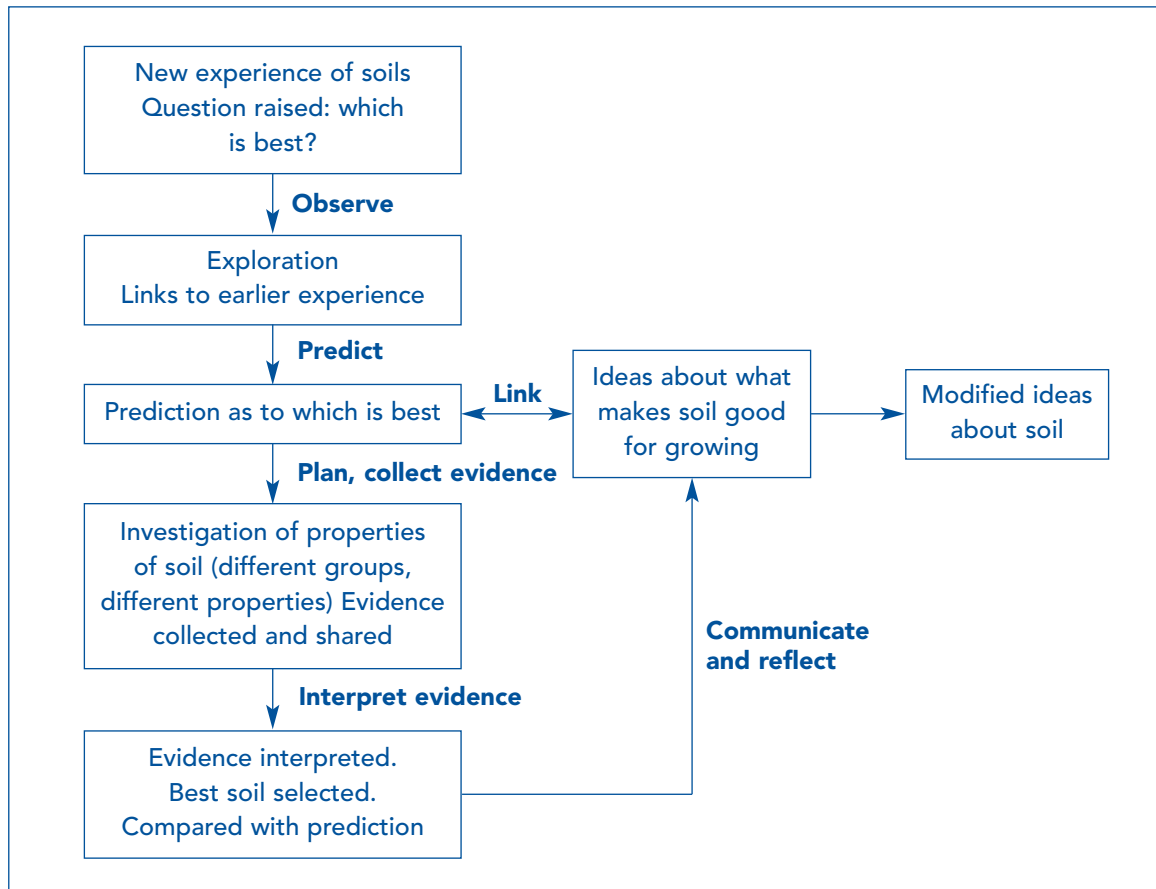 New experience of soils
Question raised: which
is best?
Observe
Exploration
Links to earlier experience
Predict
Prediction as to which is best
Link
Ideas about what
makes soil good
for growing
Modified ideas
about soil
Plan, collect evidence
Investigation of properties
of soil (different groups,
different properties) Evidence
collected and shared
Communicate
and reflect
Interpret evidence
Evidence interpreted.
Best soil selected.
Compared with prediction